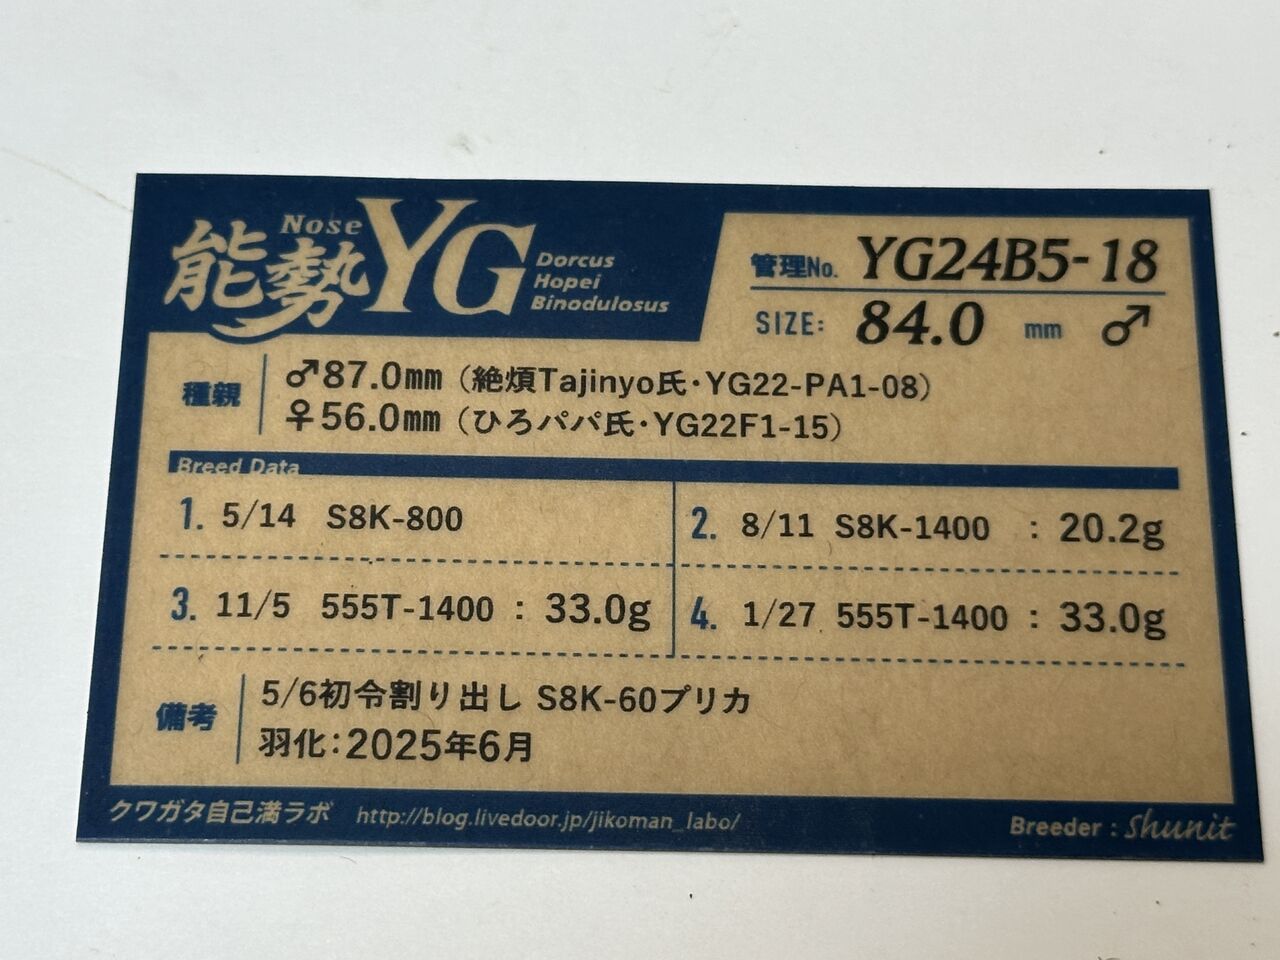 能勢 Nose YG Dorcus
Hopei
Binodulosus
管理No. YG24B5-18
SIZE: 84.0 mm ♂
種親
♂87.0㎜（絶煩Tajinyo氏・YG22-PA1-08）
♀56.0㎜（ひろパパ氏・YG22F1-15）
Breed Data
1. 5/14 S8K-800
2. 8/11 S8K-1400 : 20.2g
3. 11/5 555T-1400 : 33.0g
4. 1/27 555T-1400 : 33.0g
備考
5/6初令割り出し S8K-60プリカ
羽化：2025年6月
クワガタ自己満ラボ http://blog.livedoor.jp/jikoman_labo/
Breeder : Shunit